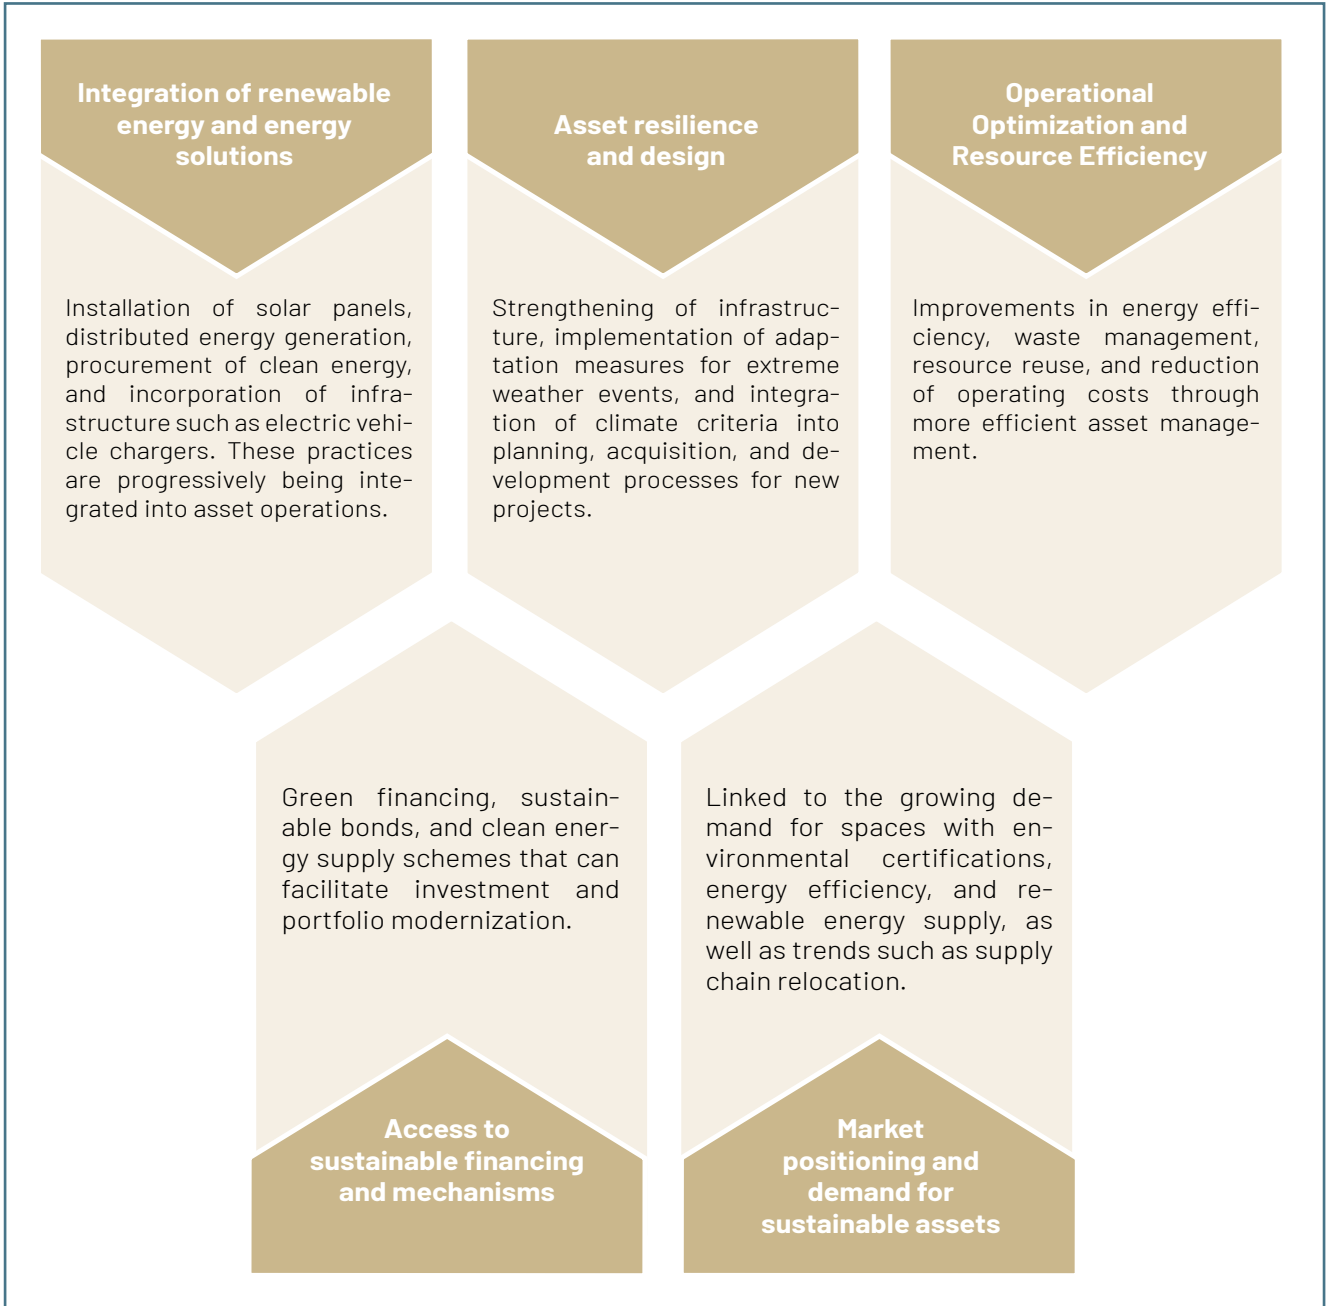 Integration of renewable
energy and energy
solutions
Installation of solar panels,
distributed energy generation,
procurement of clean energy,
and incorporation of infra-
structure such as electric vehi-
cle chargers. These practices
are progressively being inte-
grated into asset operations.
Asset resilience
and design
Strengthening of infrastruc-
ture, implementation of adap-
tation measures for extreme
weather events, and integra-
tion of climate criteria into
planning, acquisition, and de-
velopment processes for new
projects.
Operational
Optimization and
Resource Efficiency
Improvements in energy effi-
ciency, waste management,
resource reuse, and reduction
of operating costs through
more efficient asset manage-
ment.
Green financing, sustain-
able bonds, and clean ener-
gy supply schemes that can
facilitate investment and
portfolio modernization.
Access to
sustainable financing
and mechanisms
Linked to the growing de-
mand for spaces with en-
vironmental certifications,
energy efficiency, and re-
newable energy supply, as
well as trends such as supply
chain relocation.
Market
positioning and
demand for
sustainable assets